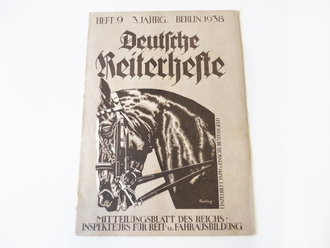 HEFT 9 3. JAHRG. BERLIN 1938
Deutsche
Reiterhefte
MITTEILUNGSBLATT DES REICHS-
INSPEKTEURS FÜR REIT u. FAHRAUSBILDUNG